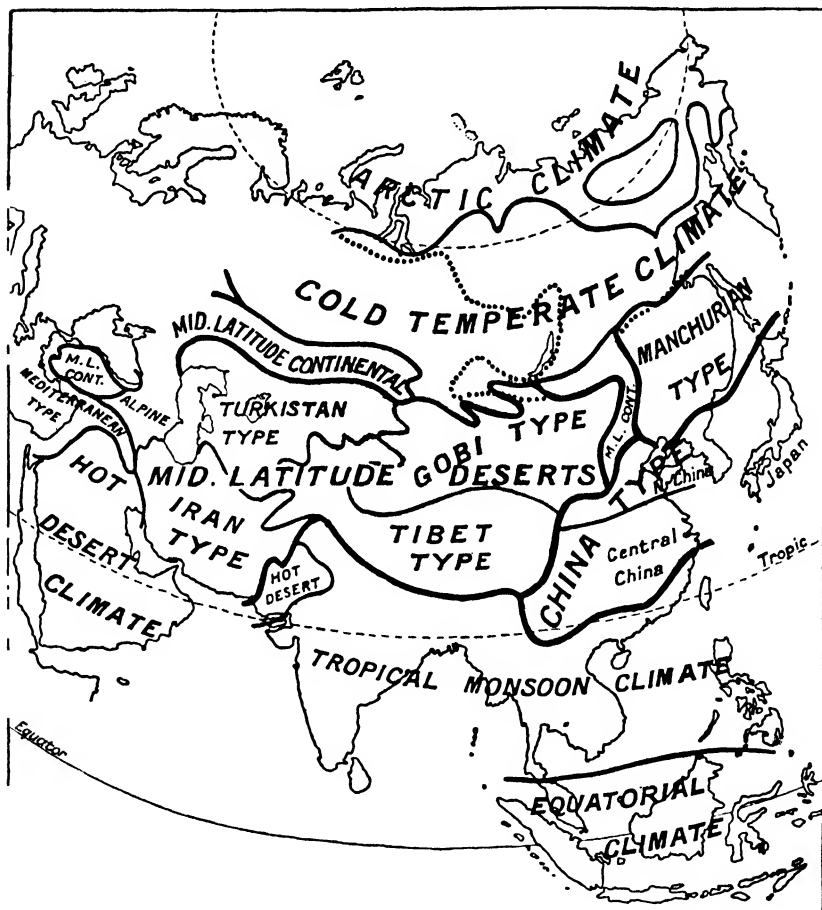 ARCTIC CLIMATE
COLD TEMPERATE CLIMATE
MID. LATITUDE CONTINENTAL
MANCHURIAN
TYPE
M.L.
CONT.
MEDITERRANEAN
TYPE
ALPINE
TURKISTAN
TYPE
GOBI TYPE
M.L. CONT.
MID. LATITUDE DESERTS
HOT
DESERT
CLIMATE
IRAN
TYPE
TIBET
TYPE
CHINA TYPE
N. China
Central
China
Japan
HOT
DESERT
Tropic
TROPICAL MONSOON CLIMATE
Equator
EQUATORIAL
CLIMATE